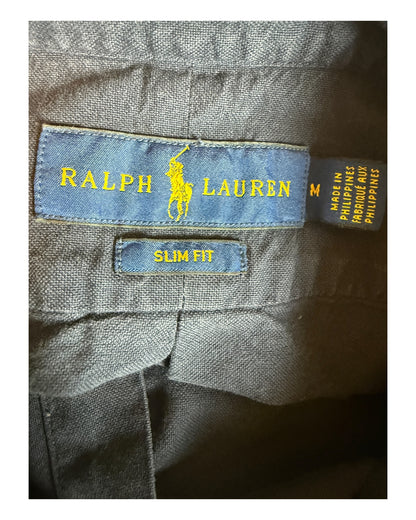 RALPH LAUREN
M
MADE IN
PHILIPPINES
FABRIQUÉ AUX
PHILIPPINES
SLIM FIT